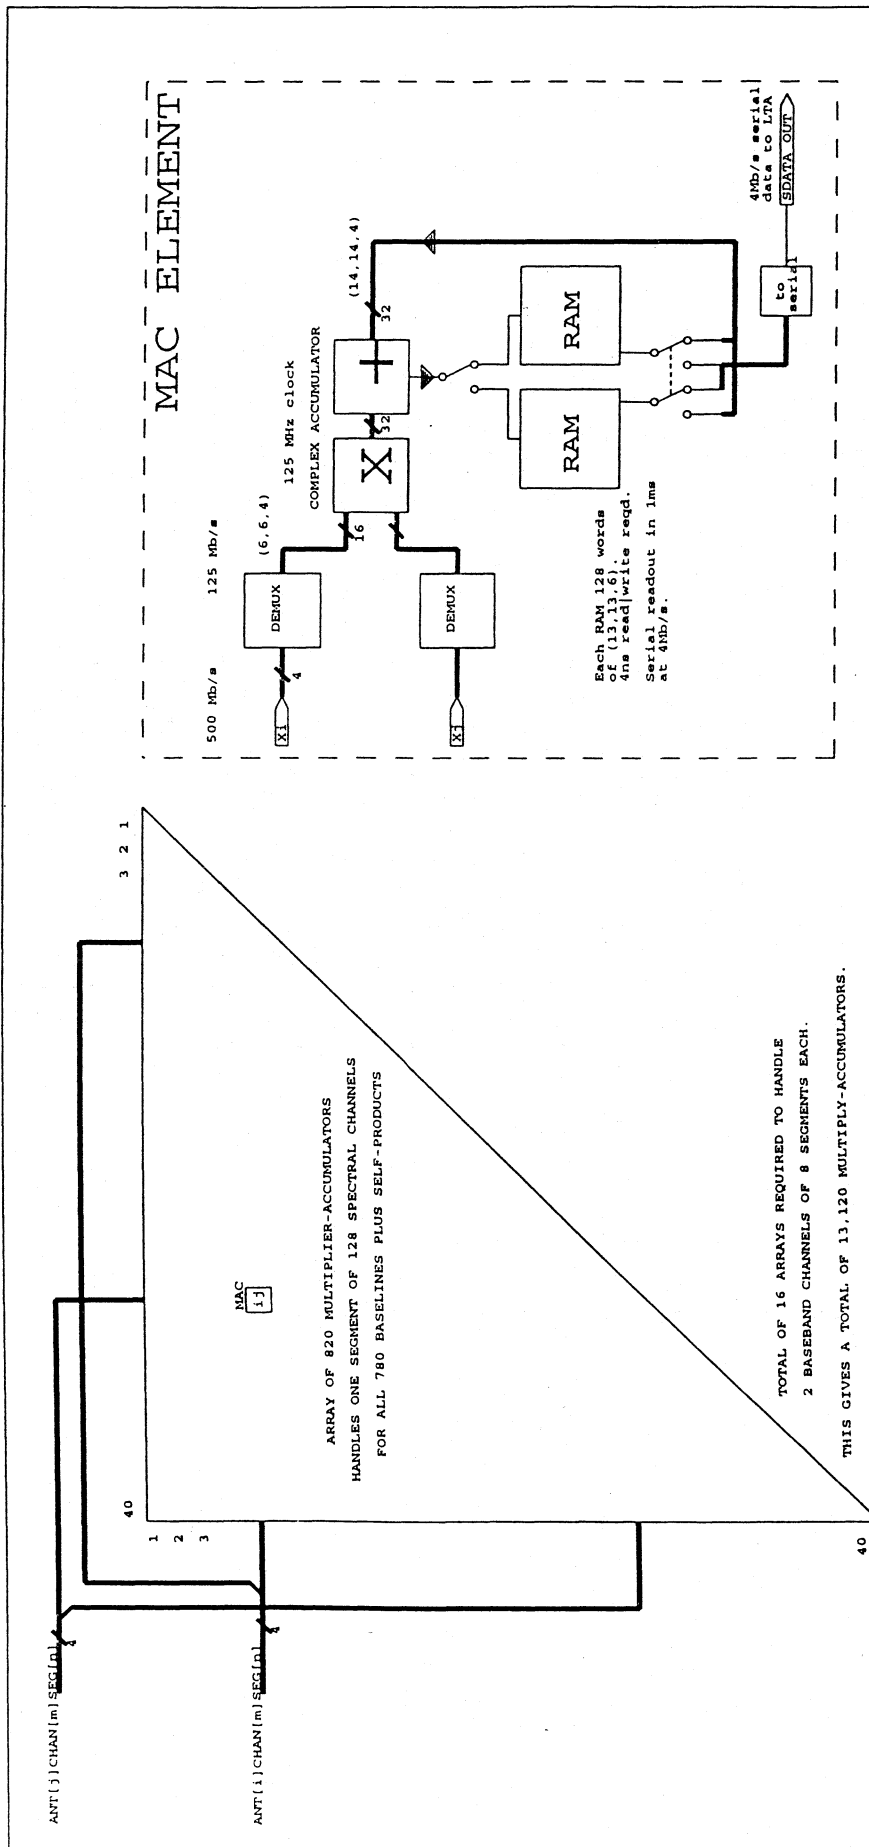 ANT[j]CHAN[m]SEG[n]
4
ANT[i]CHAN[m]SEG[n]
4
40
3 2 1
1
2
3
40
MAC
ij
ARRAY OF 820 MULTIPLIER-ACCUMULATORS
HANDLES ONE SEGMENT OF 128 SPECTRAL CHANNELS
FOR ALL 780 BASELINES PLUS SELF-PRODUCTS
TOTAL OF 16 ARRAYS REQUIRED TO HANDLE
2 BASEBAND CHANNELS OF 8 SEGMENTS EACH.
THIS GIVES A TOTAL OF 13,120 MULTIPLY-ACCUMULATORS.
MAC ELEMENT
500 Mb/s
125 Mb/s
Xi
4
DEMUX
(6,6,4)
16
Xj
DEMUX
125 MHz clock
COMPLEX ACCUMULATOR
X
32
+
32
(14,14,4)
RAM
RAM
Each RAM 128 words
of (13,13,6).
4ns read|write reqd.
Serial readout in 1ms
at 4Mb/s.
to
serial
4Mb/s serial
data to LTA
SDATA OUT